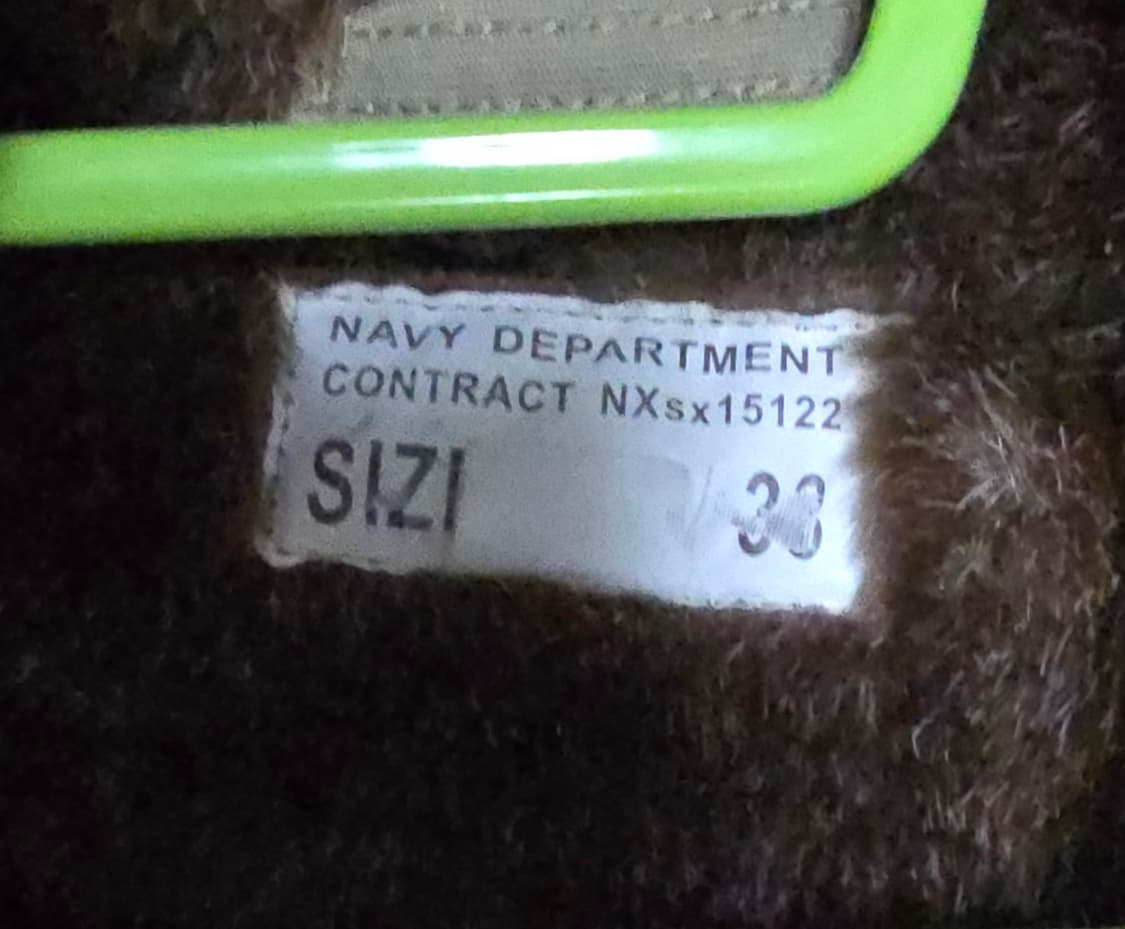 NAVY DEPARTMENT
CONTRACT NXsx15122
SIZI 38